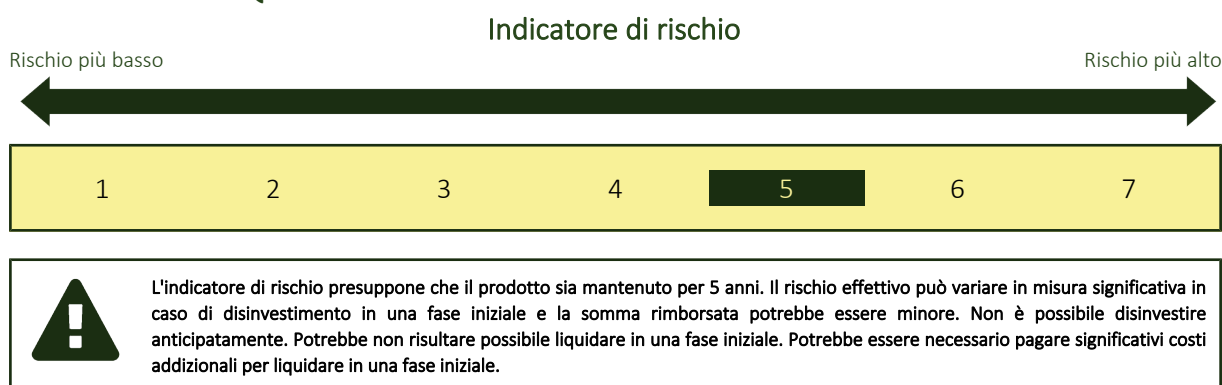 Indicatore di rischio
Rischio più basso
Rischio più alto
1 2 3 4 5 6 7
L'indicatore di rischio presuppone che il prodotto sia mantenuto per 5 anni. Il rischio effettivo può variare in misura significativa in
caso di disinvestimento in una fase iniziale e la somma rimborsata potrebbe essere minore. Non è possibile disinvestire
anticipatamente. Potrebbe non risultare possibile liquidare in una fase iniziale. Potrebbe essere necessario pagare significativi costi
addizionali per liquidare in una fase iniziale.